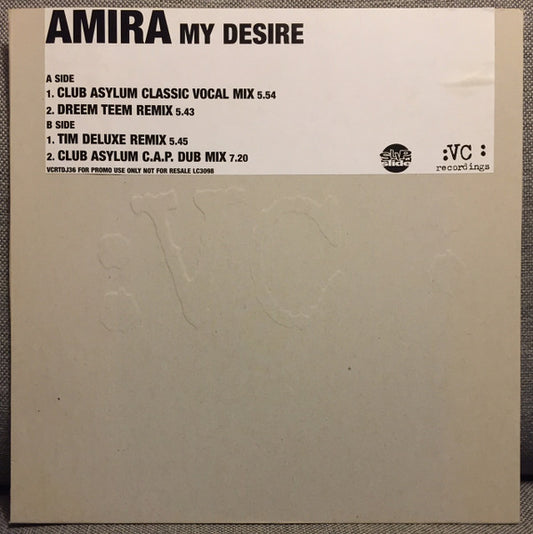 AMIRA MY DESIRE
A SIDE
1. CLUB ASYLUM CLASSIC VOCAL MIX 5.54
2. DREEM TEEM REMIX 5.43
B SIDE
1. TIM DELUXE REMIX 5.45
2. CLUB ASYLUM C.A.P. DUB MIX 7.20
VCRTDJ36 FOR PROMO USE ONLY NOT FOR RESALE LC3098
slip
slide
:VC :
recordings
:VC: